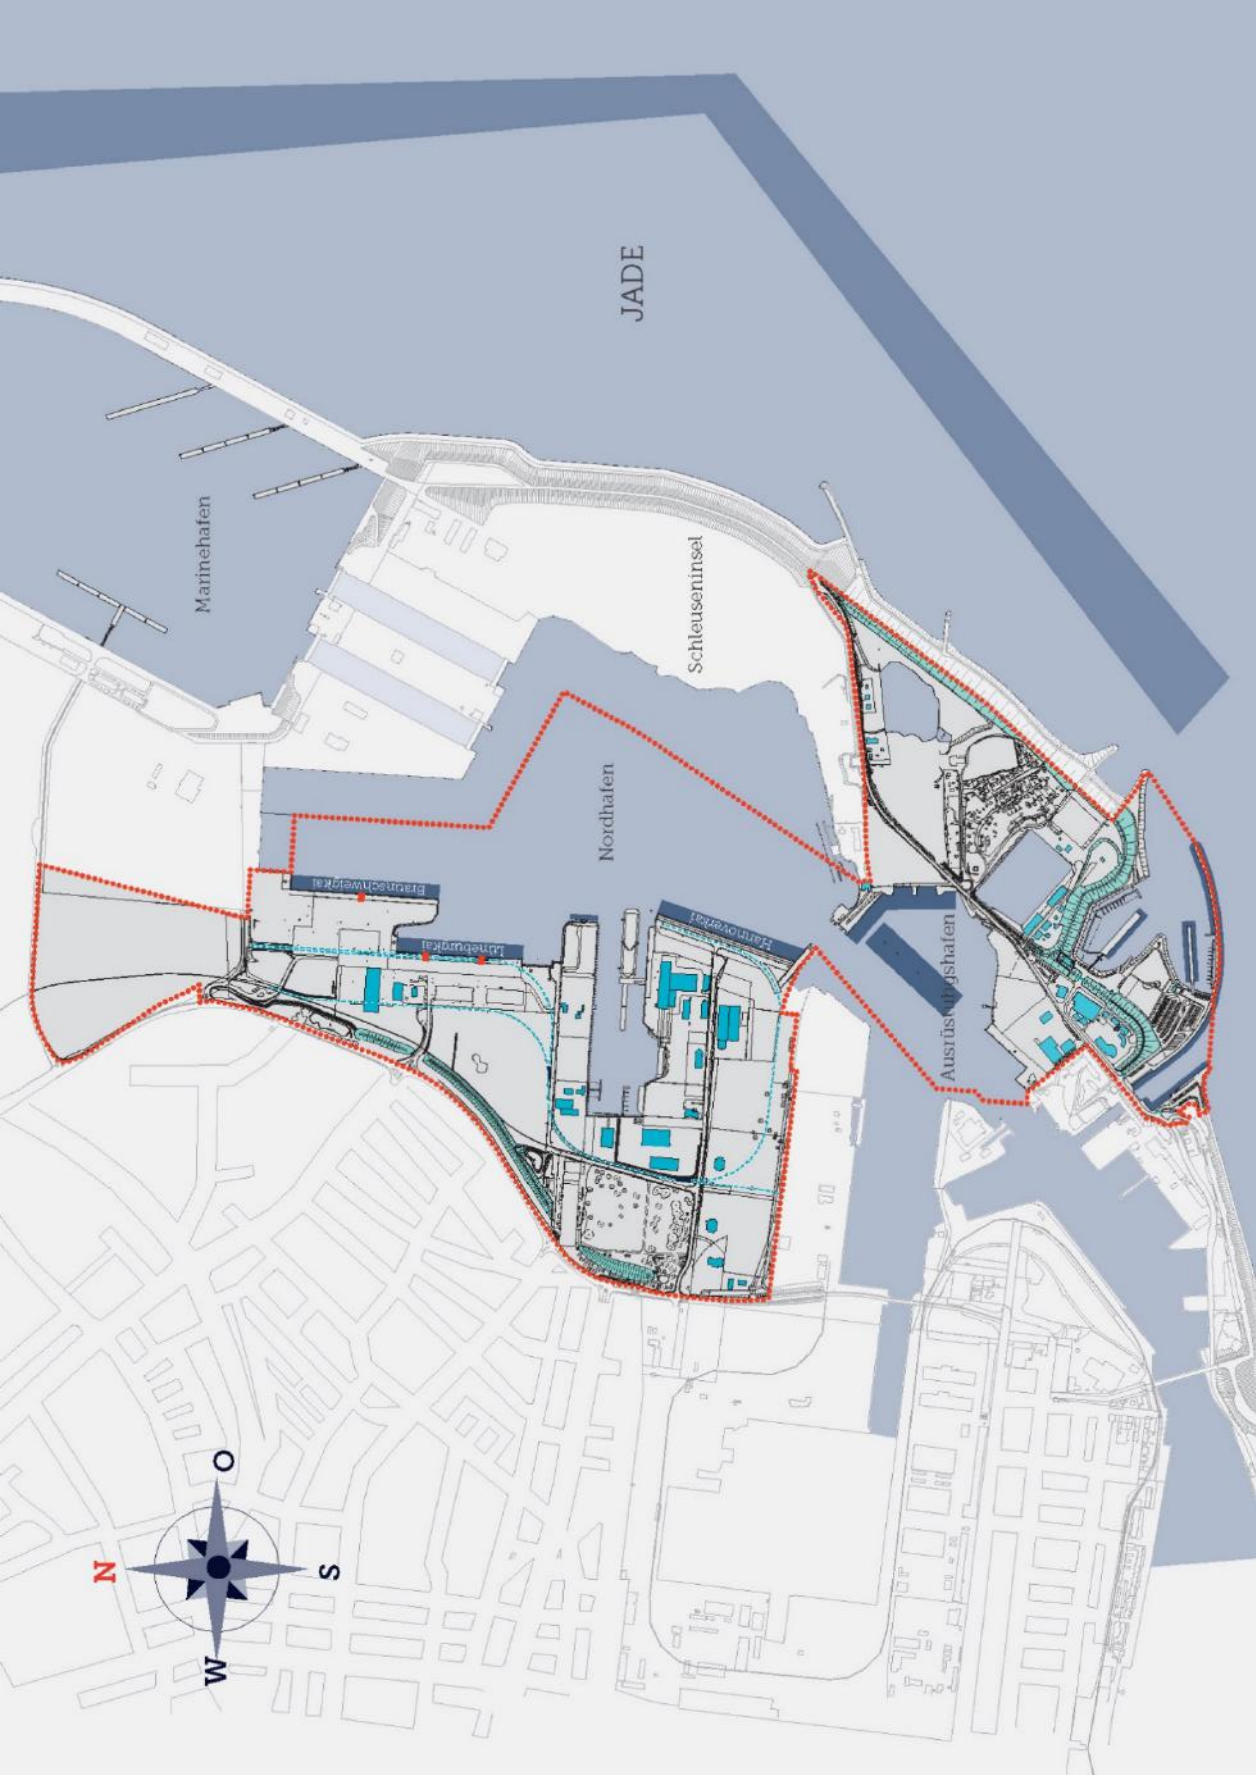 JADE
Marinehafen
Schleuseninsel
Nordhafen
Braunschweigkai
Lüneburgkai
Hannoverkai
Ausrüstungshafen
N
O
S
W